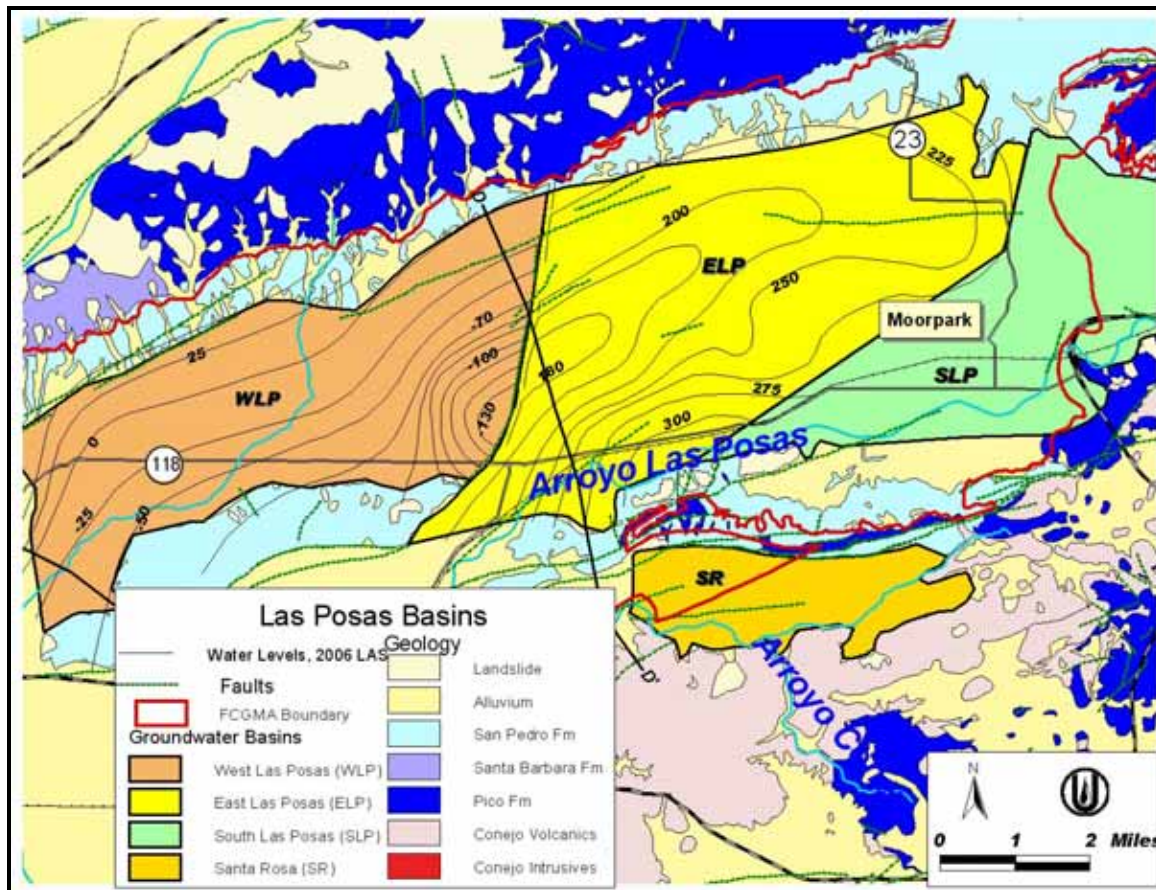 23
225
D
200
ELP
250
-70
25
Moorpark
-100
180
SLP
275
WLP
-130
300
0
118
Arroyo Las Posas
-25
-50
SR
Las Posas Basins
Water Levels, 2006 LAS
Faults
FCGMA Boundary
Groundwater Basins
West Las Posas (WLP)
East Las Posas (ELP)
South Las Posas (SLP)
Santa Rosa (SR)
Geology
Landslide
Alluvium
San Pedro Fm
Santa Barbara Fm
Pico Fm
Conejo Volcanics
Conejo Intrusives
D'
Arroyo C
N
0 1 2 Miles